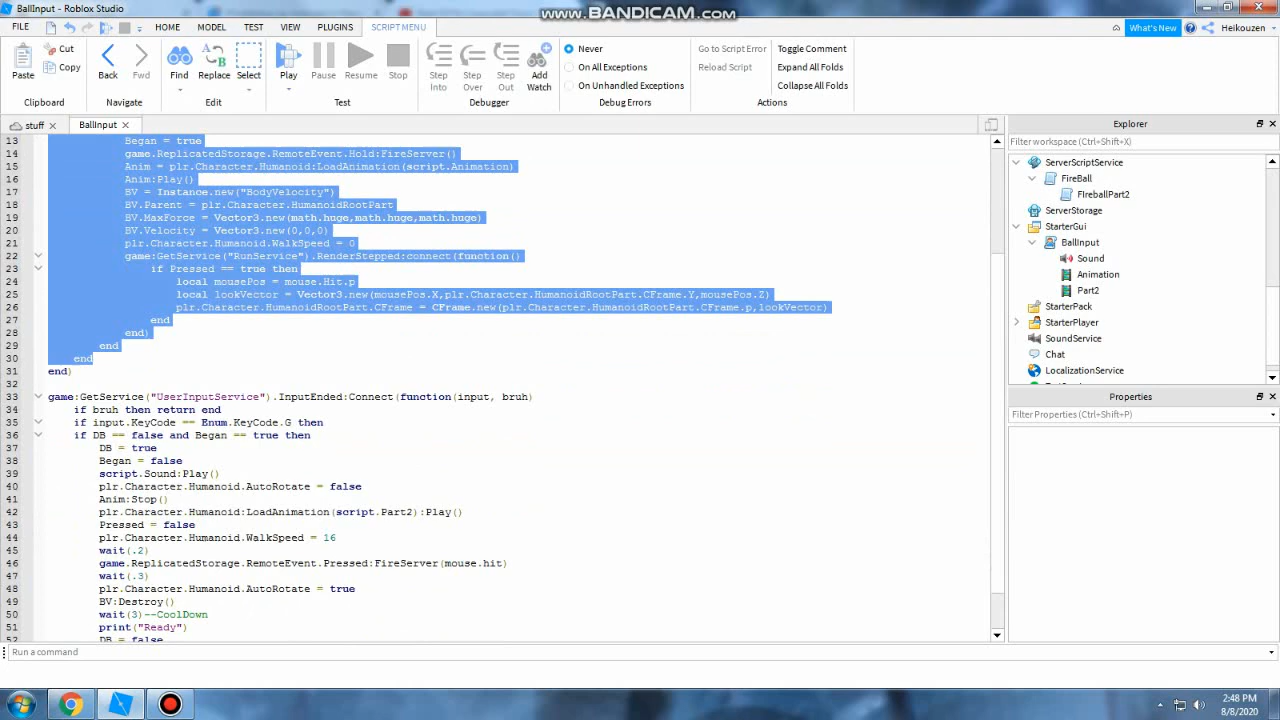 BallInput - Roblox Studio
www.BANDICAM.com
FILE
HOME
MODEL
TEST
VIEW
PLUGINS
SCRIPT MENU
What's New
Heikouzen
Paste
Cut
Copy
Back
Fwd
Find
Replace
Select
Play
Pause
Resume
Stop
Step Into
Step Over
Step Out
Add Watch
Never
On All Exceptions
On Unhandled Exceptions
Go to Script Error
Reload Script
Toggle Comment
Expand All Folds
Collapse All Folds
Clipboard
Navigate
Edit
Test
Debugger
Debug Errors
Actions
stuff
BallInput
13 Began = true
14 game.ReplicatedStorage.RemoteEvent.Hold:FireServer()
15 Anim = plr.Character.Humanoid:LoadAnimation(script.Animation)
16 Anim:Play()
17 BV = Instance.new("BodyVelocity")
18 BV.Parent = plr.Character.HumanoidRootPart
19 BV.MaxForce = Vector3.new(math.huge,math.huge,math.huge)
20 BV.Velocity = Vector3.new(0,0,0)
21 plr.Character.Humanoid.WalkSpeed = 0
22 game:GetService("RunService").RenderStepped:connect(function()
23 if Pressed == true then
24 local mousePos = mouse.Hit.p
25 local lookVector = Vector3.new(mousePos.X,plr.Character.HumanoidRootPart.CFrame.Y,mousePos.Z)
26 plr.Character.HumanoidRootPart.CFrame = CFrame.new(plr.Character.HumanoidRootPart.CFrame.p,lookVector)
27 end
28 end)
29 end
30 end
31 end)
32
33 game:GetService("UserInputService").InputEnded:Connect(function(input, bruh)
34 if bruh then return end
35 if input.KeyCode == Enum.KeyCode.G then
36 if DB == false and Began == true then
37 DB = true
38 Began = false
39 script.Sound:Play()
40 plr.Character.Humanoid.AutoRotate = false
41 Anim:Stop()
42 plr.Character.Humanoid:LoadAnimation(script.Part2):Play()
43 Pressed = false
44 plr.Character.Humanoid.WalkSpeed = 16
45 wait(.2)
46 game.ReplicatedStorage.RemoteEvent.Pressed:FireServer(mouse.hit)
47 wait(.3)
48 plr.Character.Humanoid.AutoRotate = true
49 BV:Destroy()
50 wait(3)--CoolDown
51 print("Ready")
52 DB = false
Explorer
Filter workspace (Ctrl+Shift+X)
ServerScriptService
FireBall
FIreballPart2
ServerStorage
StarterGui
BallInput
Sound
Animation
Part2
StarterPack
StarterPlayer
SoundService
Chat
LocalizationService
Properties
Filter Properties (Ctrl+Shift+P)
Run a command
2:48 PM
8/8/2020